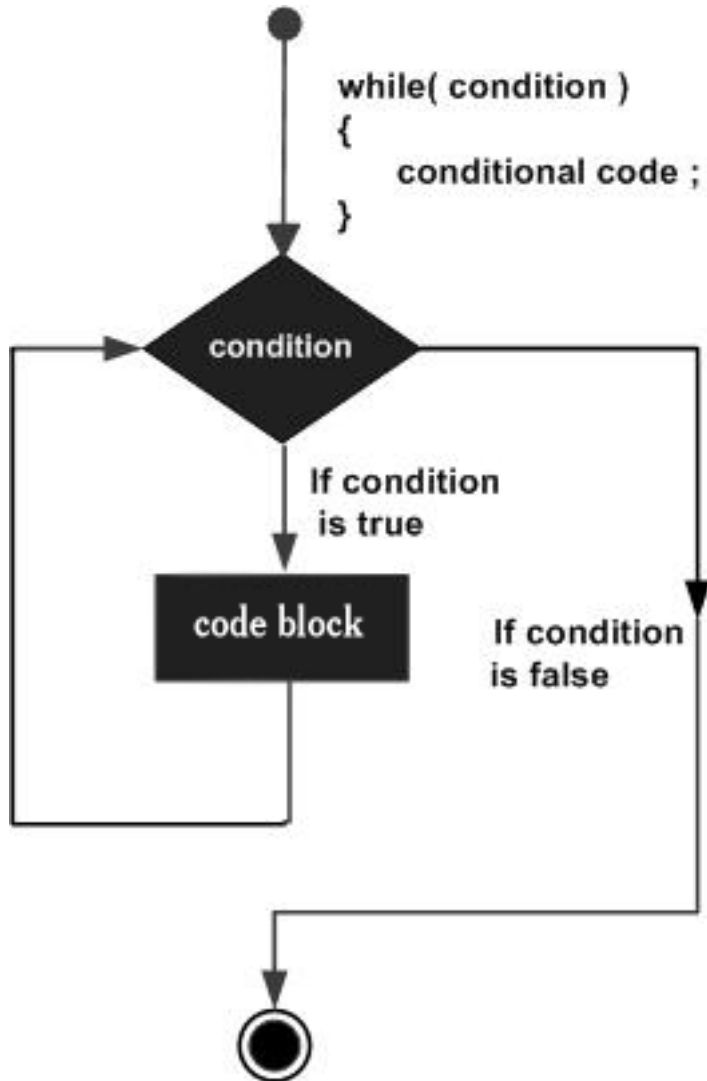 while( condition )
{
conditional code ;
}
condition
If condition
is true
code block
If condition
is false